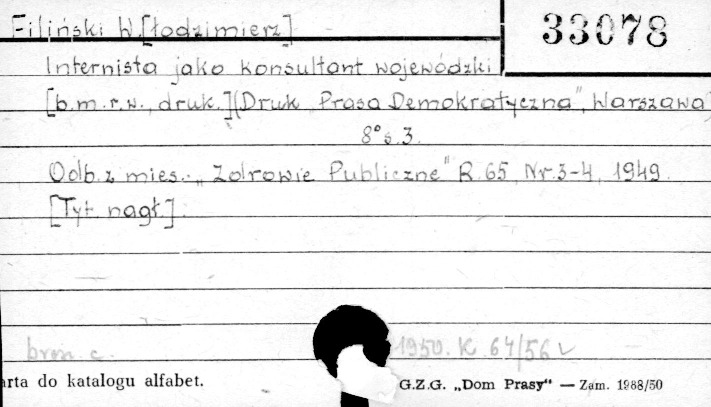 Filiński W.[łodzimierz]
33078
Internista jako konsultant wojewódzki
[b.m.r.w., druk.](Druk „Prasa Demokratyczna", Warszawa)
8° s.3.
Odb. z mies. „Zdrowie Publiczne" R.65, Nr.3-4, 1949.
[Tyt. nagł.].
bron. c. 1950. K 64/56
arta do katalogu alfabet.
G.Z.G. „Dom Prasy“ — Zam. 1988/50